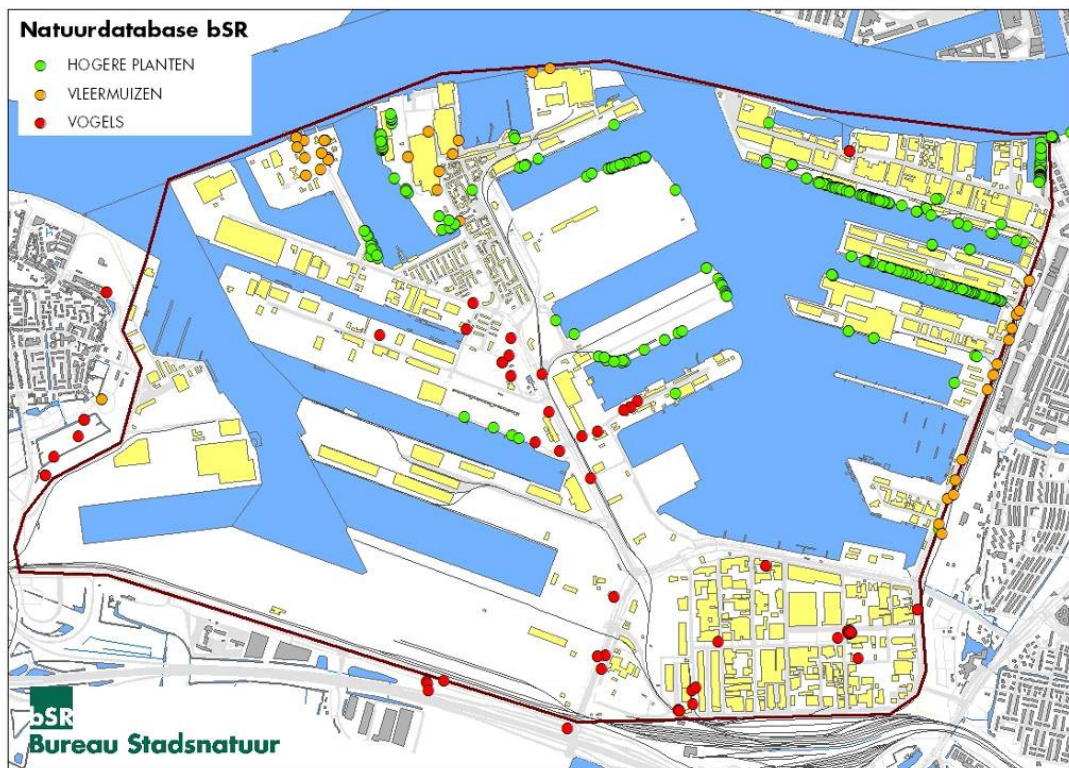 Natuurdatabase bSR
HOGERE PLANTEN
VLEERMUIZEN
VOGELS
bSR
Bureau Stadsnatuur